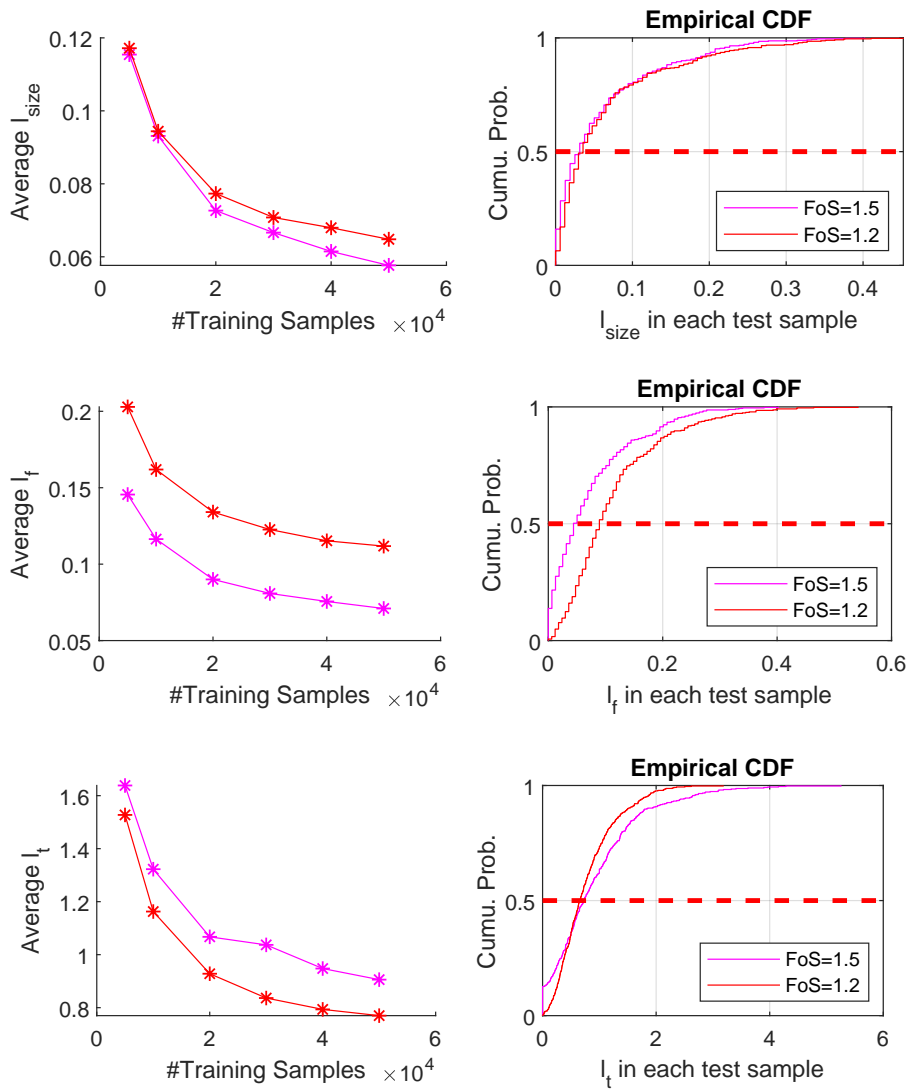 0.12
0.1
0.08
0.06
0
2
4
6
Average I_size
#Training Samples ×10^4
Empirical CDF
1
0.5
1
0
0.1
0.2
0.3
0.4
Cumu. Prob.
FoS=1.5
FoS=1.2
I_size in each test sample
0.2
0.15
0.1
0.05
0
2
4
6
Average I_f
#Training Samples ×10^4
Empirical CDF
1
0.5
0
0
0.2
0.4
0.6
Cumu. Prob.
FoS=1.5
FoS=1.2
I_f in each test sample
1.6
1.4
1.2
1
0.8
0
2
4
6
Average I_t
#Training Samples ×10^4
Empirical CDF
1
0.5
0
0
2
4
6
Cumu. Prob.
FoS=1.5
FoS=1.2
I_t in each test sample